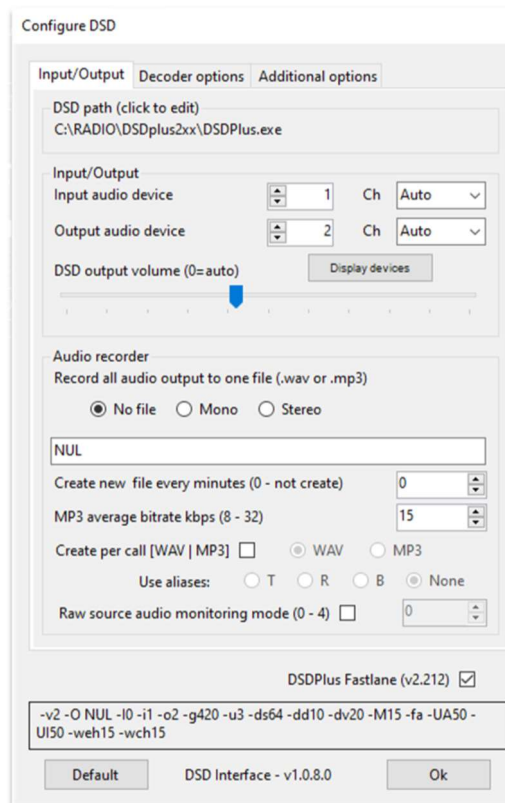 Configure DSD
Input/Output Decoder options Additional options
DSD path (click to edit)
C:\RADIO\DSDplus2xx\DSDPlus.exe
Input/Output
Input audio device 1 Ch Auto
Output audio device 2 Ch Auto
DSD output volume (0=auto) Display devices
Audio recorder
Record all audio output to one file (.wav or .mp3)
No file Mono Stereo
NUL
Create new file every minutes (0 - not create) 0
MP3 average bitrate kbps (8 - 32) 15
Create per call [WAV | MP3] WAV MP3
Use aliases: T R B None
Raw source audio monitoring mode (0 - 4) 0
DSDPlus Fastlane (v2.212)
-v2 -O NUL -I0 -i1 -o2 -g420 -u3 -ds64 -dd10 -dv20 -M15 -fa -UA50 -
UI50 -weh15 -wch15
Default DSD Interface - v1.0.8.0 Ok